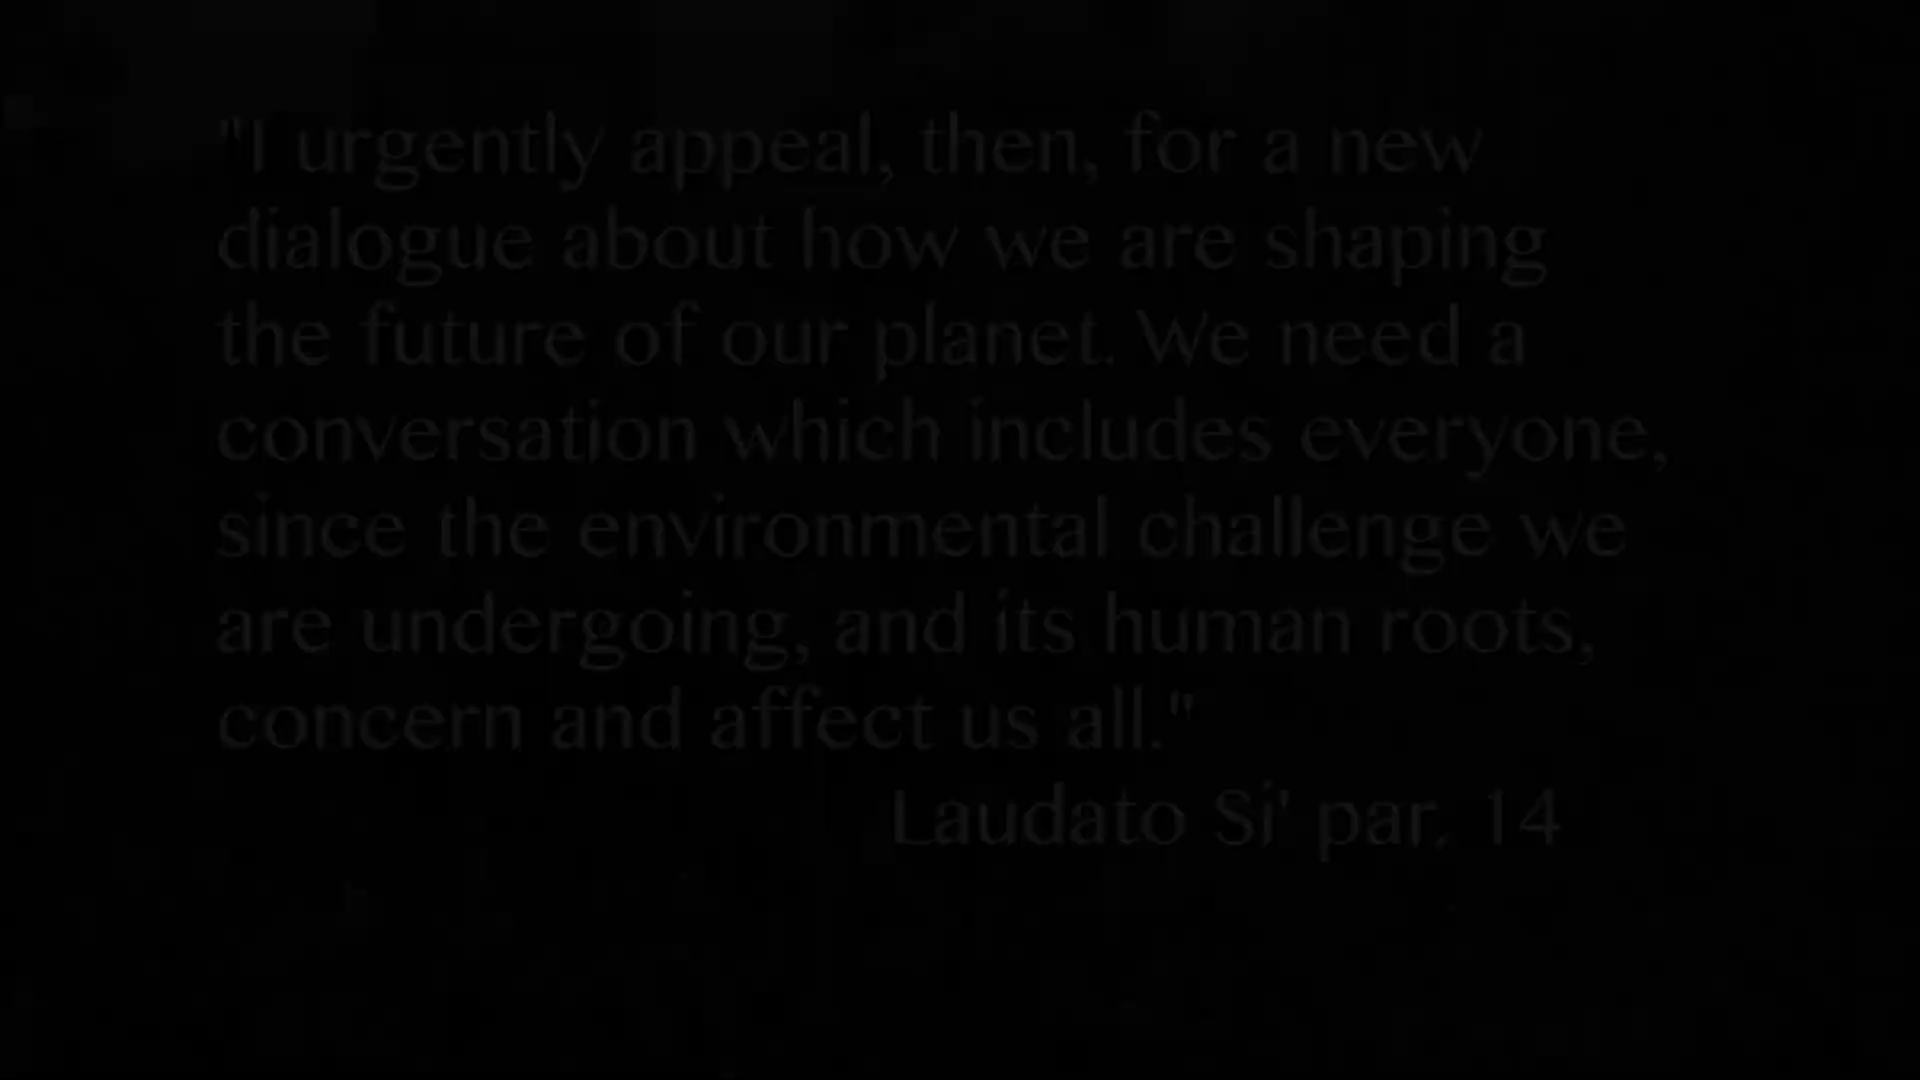 "I urgently appeal, then, for a new
dialogue about how we are shaping
the future of our planet. We need a
conversation which includes everyone,
since the environmental challenge we
are undergoing, and its human roots,
concern and affect us all."
Laudato Si' par. 14